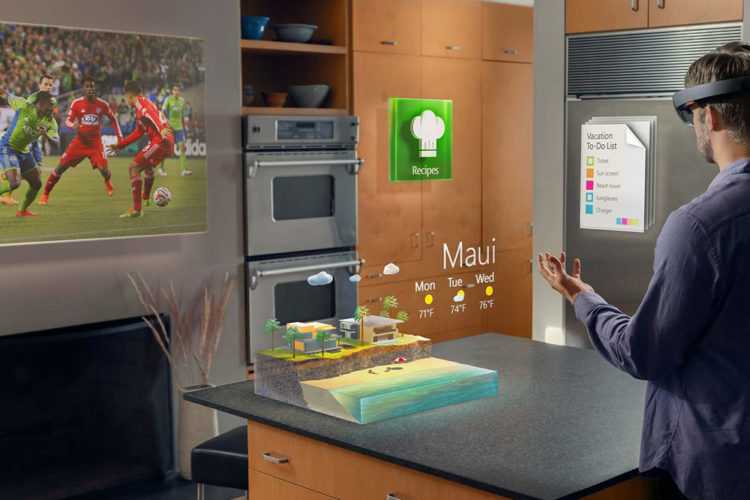 adidas
Recipes
Vacation
To-Do List
Ticket
Sun screen
Beach towel
Sunglasses
Charger
Maui
Mon Tue Wed
71°F 74°F 76°F